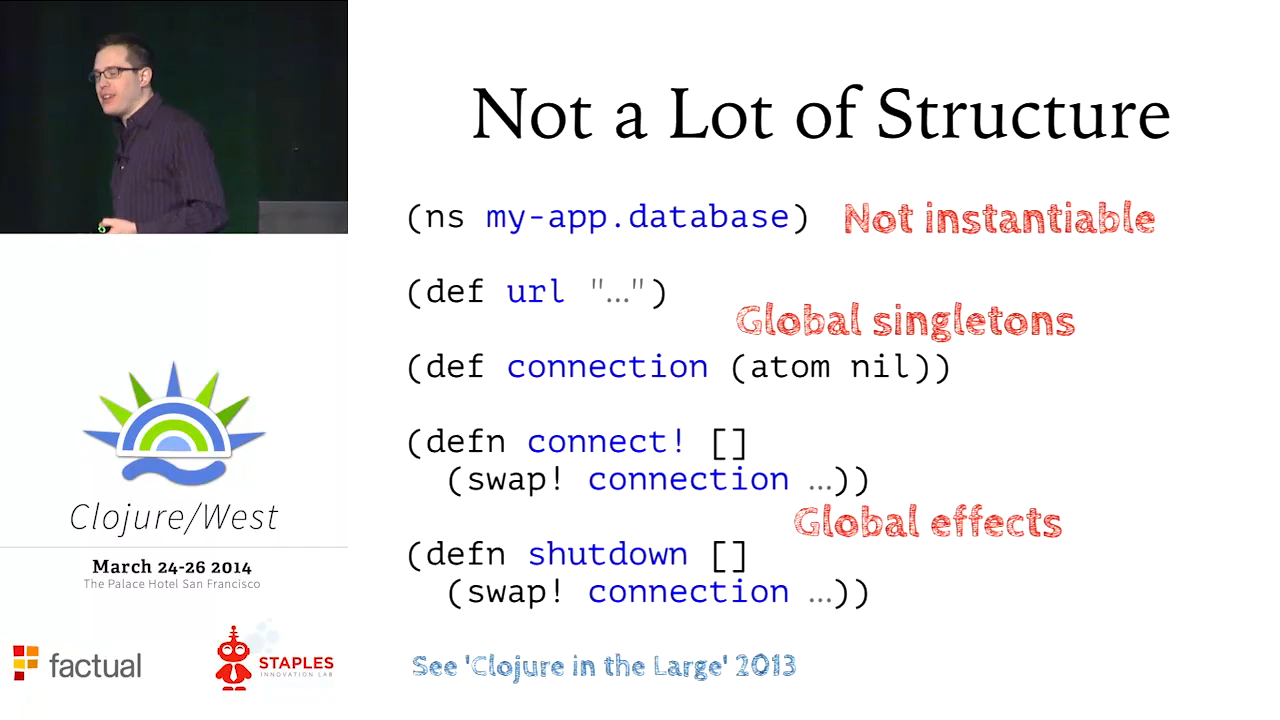 Not a Lot of Structure
(ns my-app.database) Not instantiable
(def url "…")
Global singletons
(def connection (atom nil))
(defn connect! []
(swap! connection …))
Global effects
(defn shutdown []
(swap! connection …))
See 'Clojure in the Large' 2013
Clojure/West
March 24-26 2014
The Palace Hotel San Francisco
factual
STAPLES
INNOVATION LAB